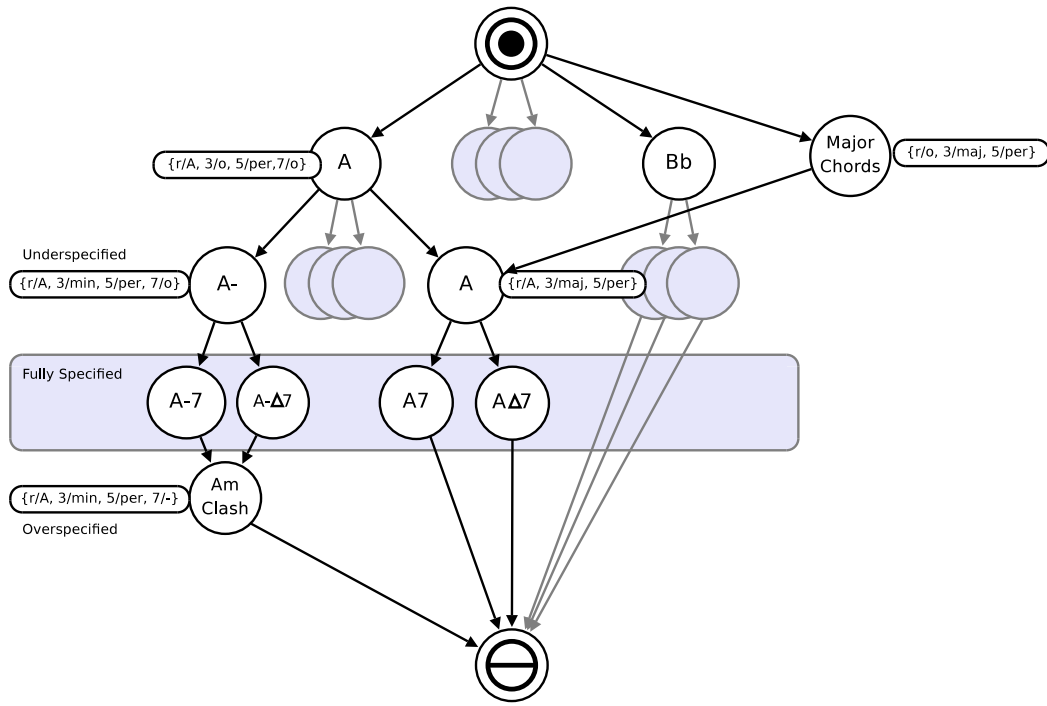 {r/A, 3/o, 5/per,7/o}
A
Bb
Major
Chords
{r/o, 3/maj, 5/per}
Underspecified
{r/A, 3/min, 5/per, 7/o}
A-
A
{r/A, 3/maj, 5/per}
Fully Specified
A-7
A-Δ7
A7
AΔ7
{r/A, 3/min, 5/per, 7/-}
Am
Clash
Overspecified